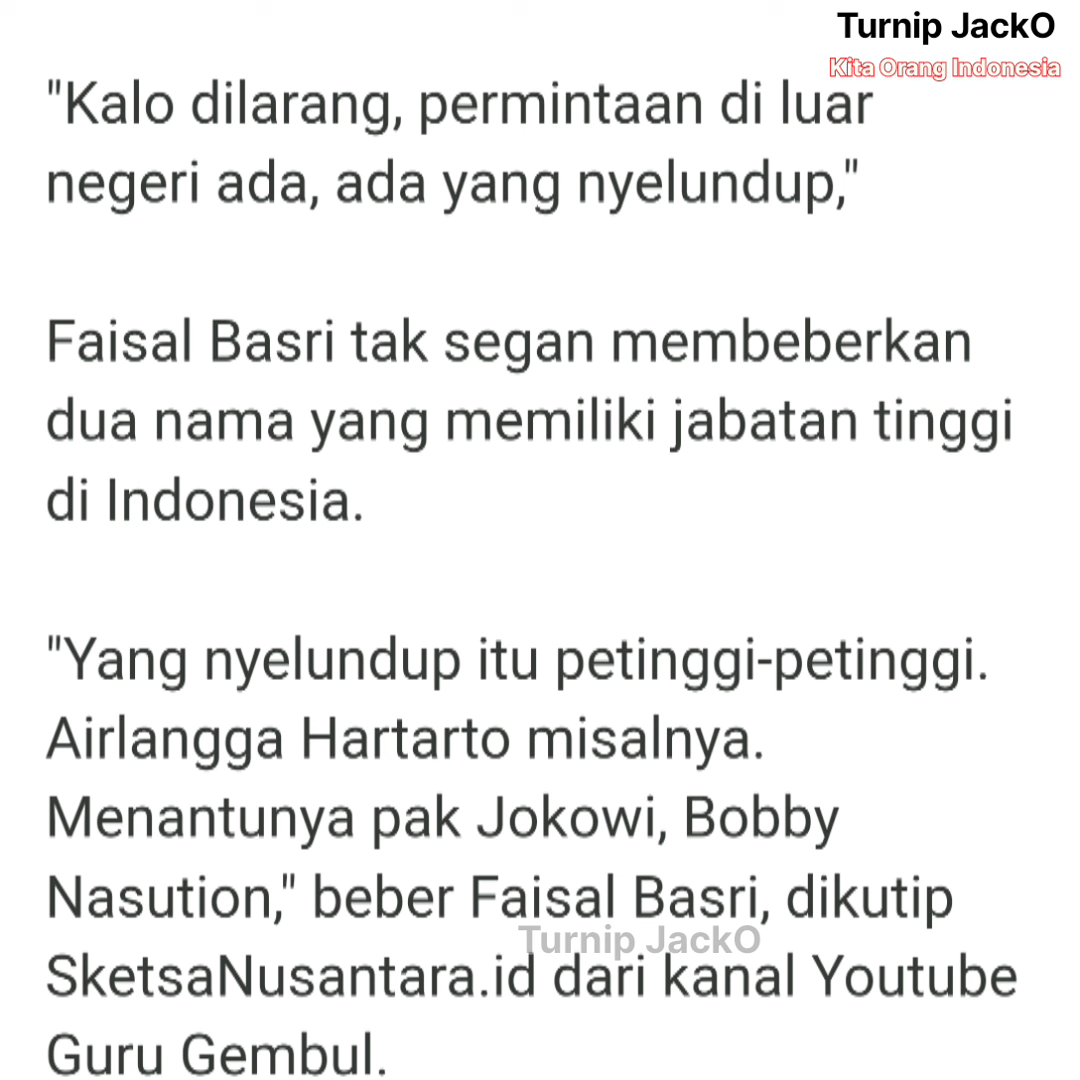 Turnip JackO
Kita Orang Indonesia
"Kalo dilarang, permintaan di luar
negeri ada, ada yang nyelundup,"
Faisal Basri tak segan membeberkan
dua nama yang memiliki jabatan tinggi
di Indonesia.
"Yang nyelundup itu petinggi-petinggi.
Airlangga Hartarto misalnya.
Menantunya pak Jokowi, Bobby
Nasution," beber Faisal Basri, dikutip
Turnip JackO
SketsaNusantara.id dari kanal Youtube
Guru Gembul.